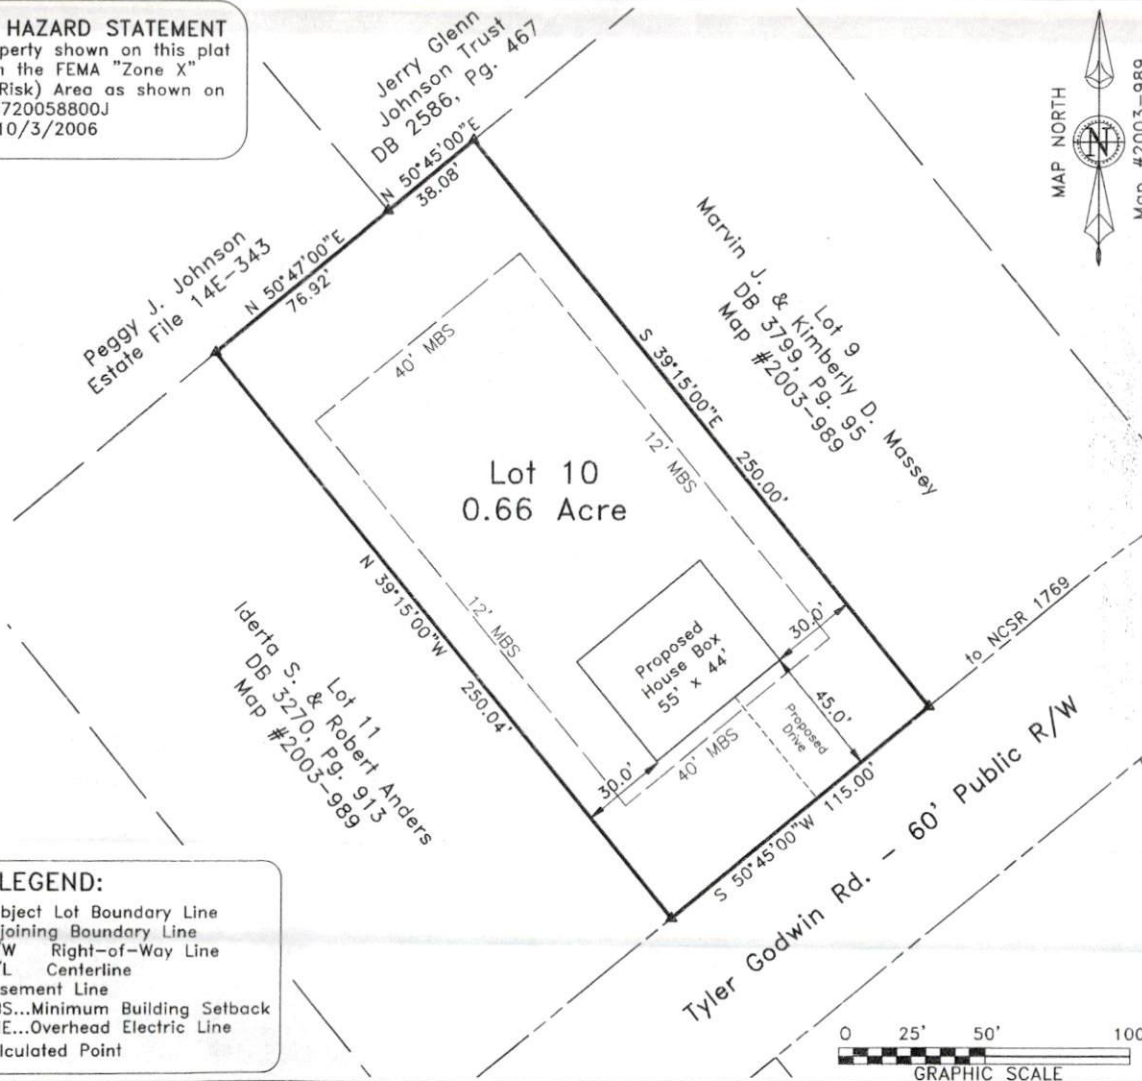 HAZARD STATEMENT
perty shown on this plat
the FEMA "Zone X"
Risk) Area as shown on
720058800J
10/3/2006
Jerry Glenn
Johnson Trust
DB 2586, Pg. 467
N 50°45'00"E
38.08'
MAP NORTH
N
Map #2003-989
Peggy J. Johnson
Estate File 14E-343
N 50°47'00"E
76.92'
40' MBS
Lot 9
Marvin J. & Kimberly D. Massey
DB 3799, Pg. 95
Map #2003-989
S 39°15'00"E
250.00'
12' MBS
Lot 10
0.66 Acre
N 39°15'00"W
250.04'
12' MBS
Lot 11
Iderta S. & Robert Anders
DB 3270, Pg. 913
Map #2003-989
Proposed
House Box
55' x 44'
30.0'
45.0'
Proposed
Drive
40' MBS
30.0'
to NCSR 1769
S 50°45'00"W 115.00'
Tyler Godwin Rd. - 60' Public R/W
LEGEND:
bject Lot Boundary Line
joining Boundary Line
/W Right-of-Way Line
/L Centerline
sement Line
BS...Minimum Building Setback
E...Overhead Electric Line
lculated Point
0 25' 50' 100
GRAPHIC SCALE